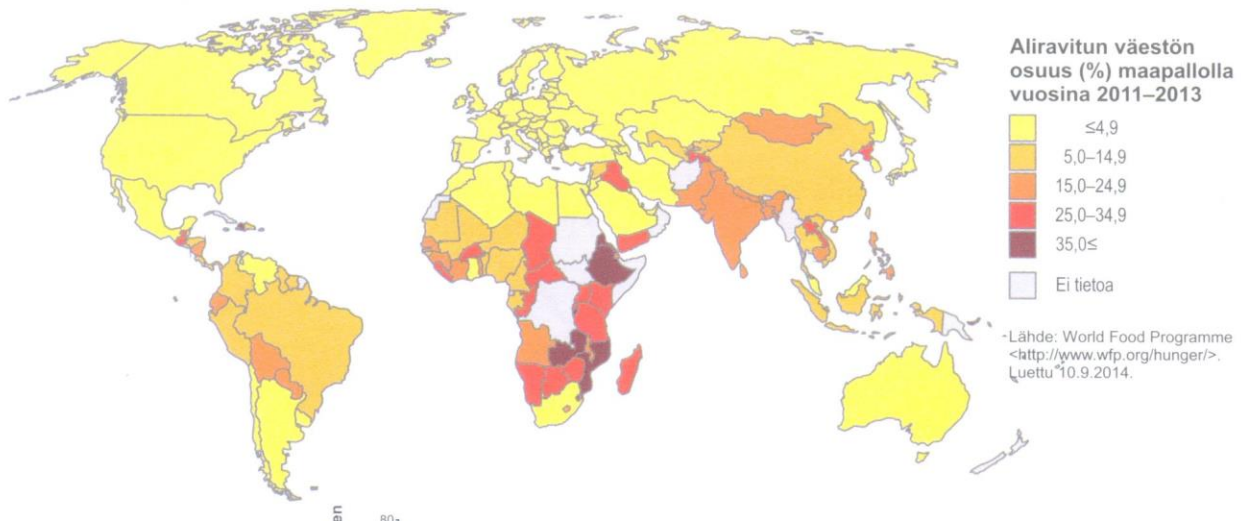 Aliravitun väestön
osuus (%) maapallolla
vuosina 2011–2013
≤4,9
5,0–14,9
15,0–24,9
25,0–34,9
35,0≤
Ei tietoa
Lähde: World Food Programme
<http://www.wfp.org/hunger/>.
Luettu 10.9.2014.
en
80